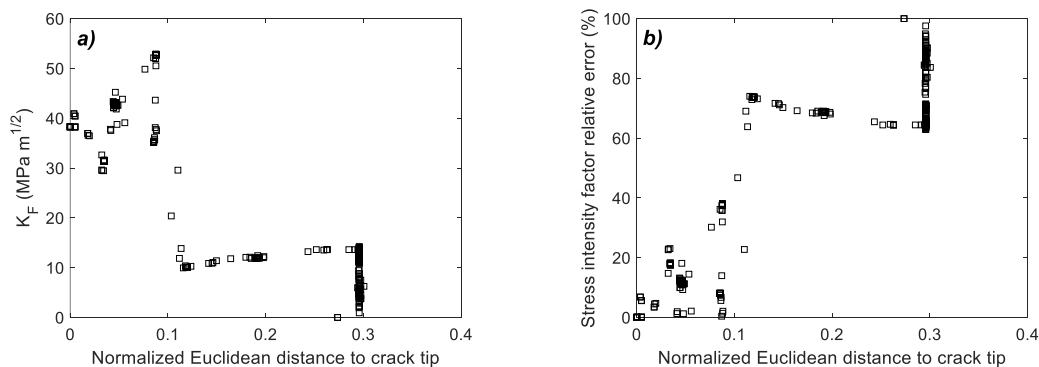 a)
60
50
40
30
20
10
0
K_F (MPa m^1/2)
0 0.1 0.2 0.3 0.4
Normalized Euclidean distance to crack tip
b)
100
80
60
40
20
0
Stress intensity factor relative error (%)
0 0.1 0.2 0.3 0.4
Normalized Euclidean distance to crack tip